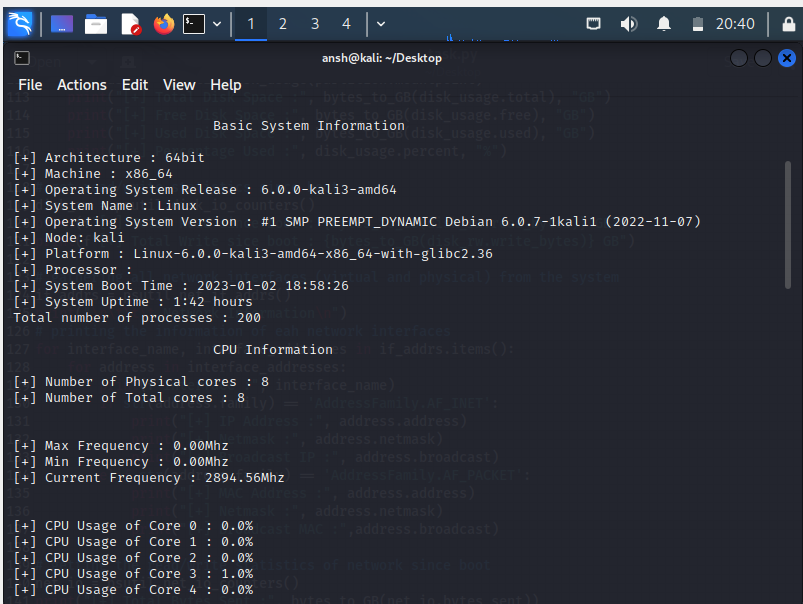 1 2 3 4 20:40
ansh@kali: ~/Desktop
File Actions Edit View Help
Basic System Information
[+] Architecture : 64bit
[+] Machine : x86_64
[+] Operating System Release : 6.0.0-kali3-amd64
[+] System Name : Linux
[+] Operating System Version : #1 SMP PREEMPT_DYNAMIC Debian 6.0.7-1kali1 (2022-11-07)
[+] Node: kali
[+] Platform : Linux-6.0.0-kali3-amd64-x86_64-with-glibc2.36
[+] Processor :
[+] System Boot Time : 2023-01-02 18:58:26
[+] System Uptime : 1:42 hours
Total number of processes : 200
CPU Information
[+] Number of Physical cores : 8
[+] Number of Total cores : 8
[+] Max Frequency : 0.00Mhz
[+] Min Frequency : 0.00Mhz
[+] Current Frequency : 2894.56Mhz
[+] CPU Usage of Core 0 : 0.0%
[+] CPU Usage of Core 1 : 0.0%
[+] CPU Usage of Core 2 : 0.0%
[+] CPU Usage of Core 3 : 1.0%
[+] CPU Usage of Core 4 : 0.0%